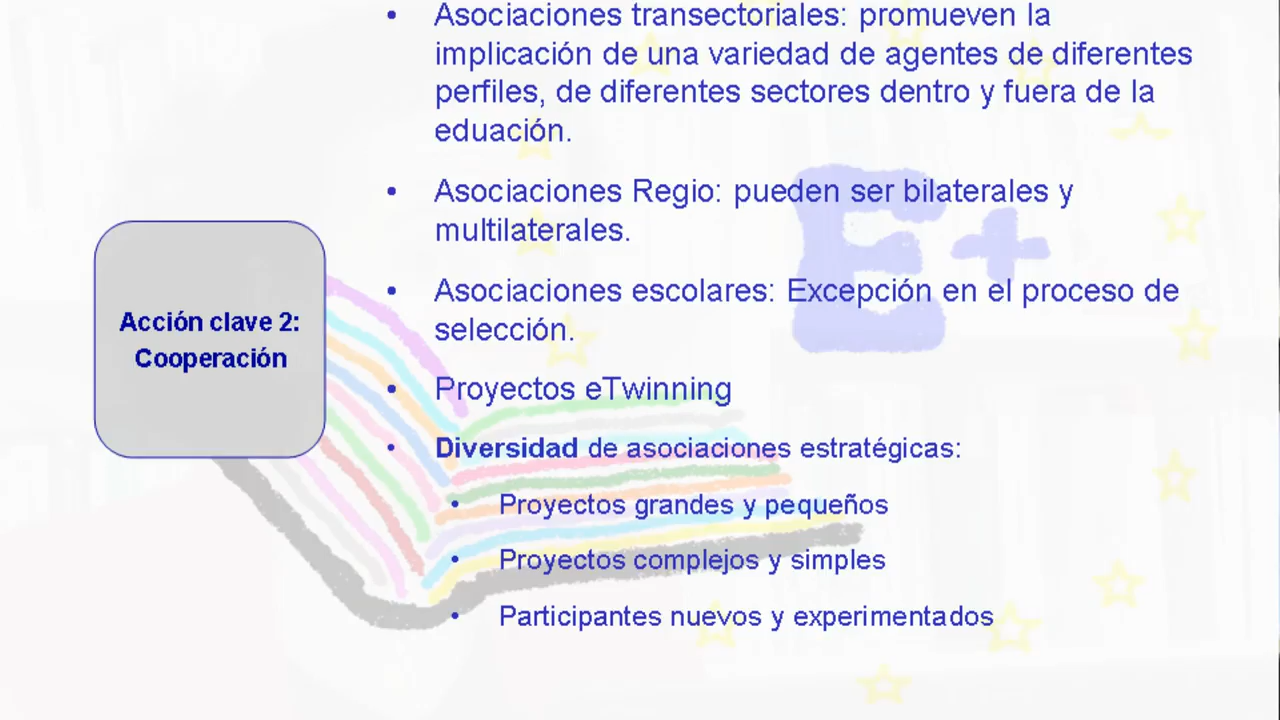 • Asociaciones transectoriales: promueven la
implicación de una variedad de agentes de diferentes
perfiles, de diferentes sectores dentro y fuera de la
eduación.
• Asociaciones Regio: pueden ser bilaterales y
multilaterales.
• Asociaciones escolares: Excepción en el proceso de
selección.
• Proyectos eTwinning
• Diversidad de asociaciones estratégicas:
• Proyectos grandes y pequeños
• Proyectos complejos y simples
• Participantes nuevos y experimentados
Acción clave 2:
Cooperación
E+